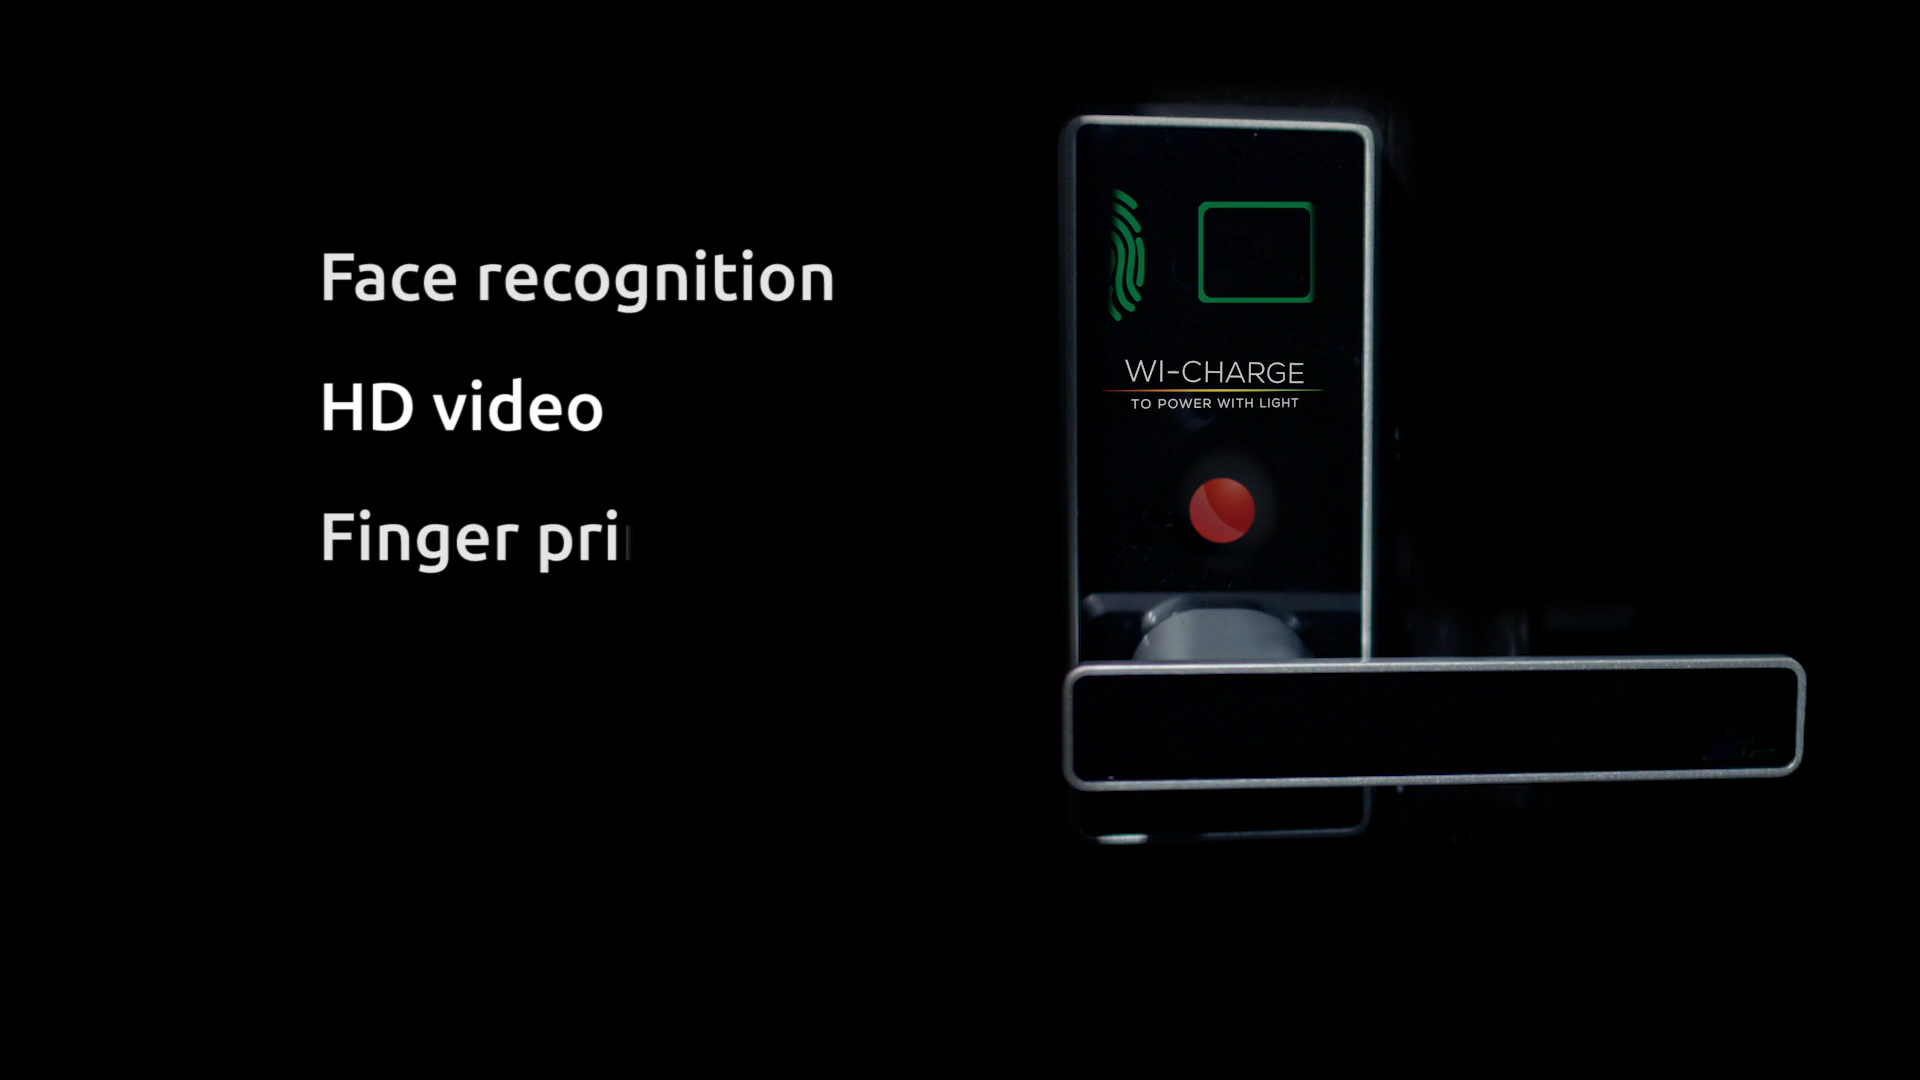 Face recognition
HD video
Finger pri
WI-CHARGE
TO POWER WITH LIGHT